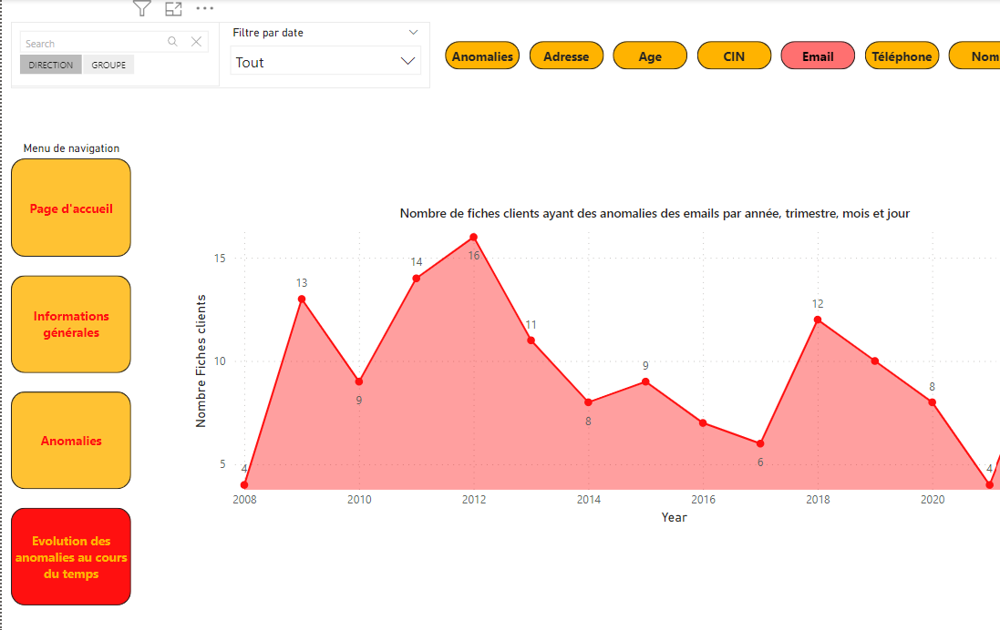 Search
DIRECTION
GROUPE
Filtre par date
Tout
Anomalies
Adresse
Age
CIN
Email
Téléphone
Nom
Menu de navigation
Page d'accueil
Informations
générales
Anomalies
Evolution des
anomalies au cours
du temps
Nombre de fiches clients ayant des anomalies des emails par année, trimestre, mois et jour
Nombre Fiches clients
15
10
5
4
13
9
14
16
11
8
9
6
12
8
4
2008
2010
2012
2014
2016
2018
2020
Year